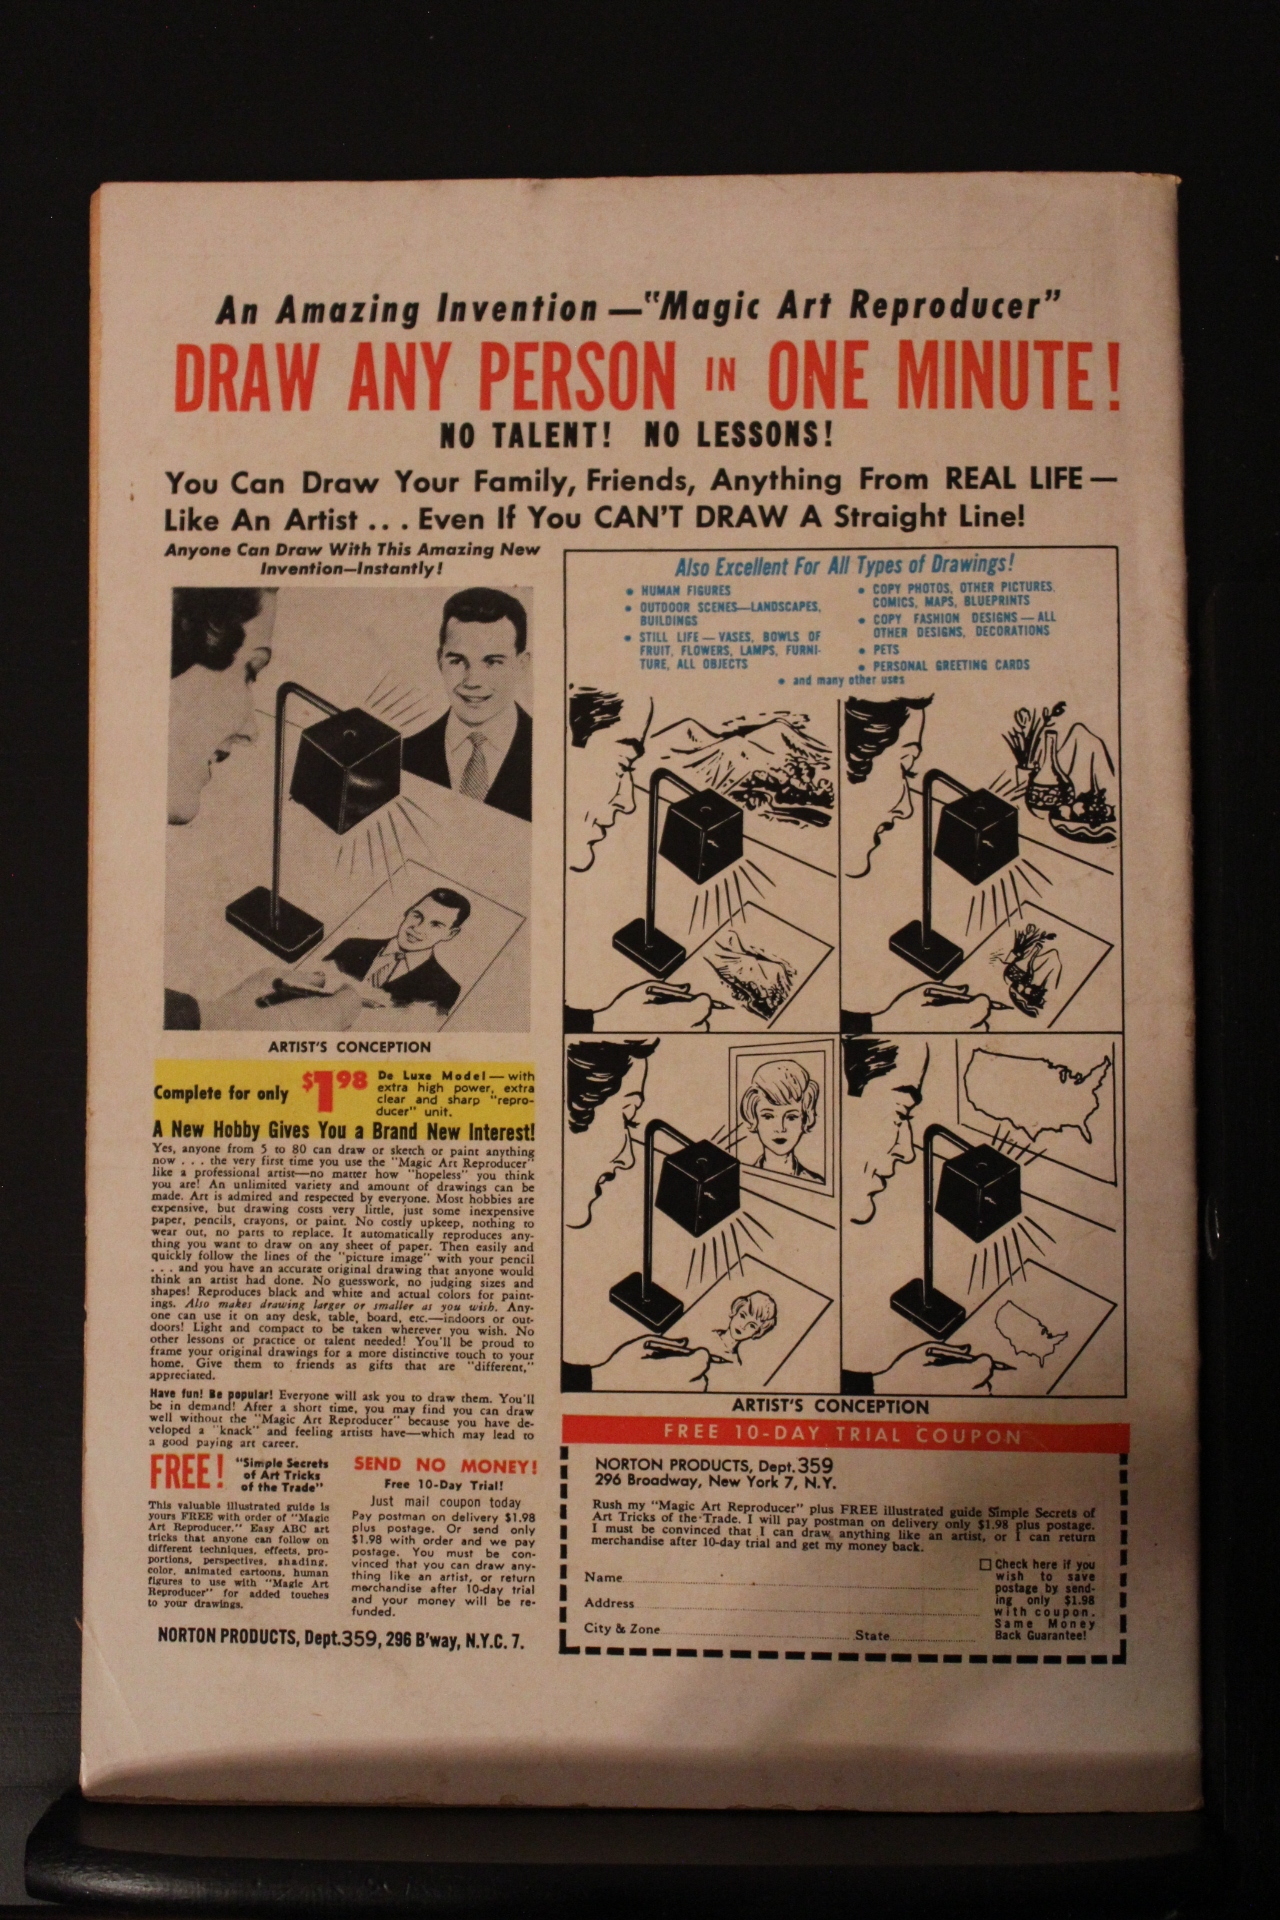 An Amazing Invention—"Magic Art Reproducer"
DRAW ANY PERSON IN ONE MINUTE!
NO TALENT! NO LESSONS!
You Can Draw Your Family, Friends, Anything From REAL LIFE—
Like An Artist . . . Even If You CAN'T DRAW A Straight Line!
Anyone Can Draw With This Amazing New
Invention—Instantly!
ARTIST'S CONCEPTION
Complete for only $1.98
De Luxe Model—with
extra high power, extra
clear and sharp "repro-
ducer" unit.
A New Hobby Gives You a Brand New Interest!
Yes, anyone from 5 to 80 can draw or sketch or paint anything
now . . . the very first time you use the "Magic Art Reproducer"
like a professional artist—no matter how "hopeless" you think
you are! An unlimited variety and amount of drawings can be
made. Art is admired and respected by everyone. Most hobbies are
expensive, but drawing costs very little, just some inexpensive
paper, pencils, crayons, or paint. No costly upkeep, nothing to
wear out, no parts to replace. It automatically reproduces any-
thing you want to draw on any sheet of paper. Then easily and
quickly follow the lines of the "picture image" with your pencil
. . . and you have an accurate original drawing that anyone would
think an artist had done. No guesswork, no judging sizes and
shapes! Reproduces black and white and actual colors for paint-
ings. Also makes drawing larger or smaller as you wish. Any-
one can use it on any desk, table, board, etc.—indoors or out-
doors! Light and compact to be taken wherever you wish. No
other lessons or practice or talent needed! You'll be proud to
frame your original drawings for a more distinctive touch to your
home. Give them to friends as gifts that are "different,"
appreciated.
Have fun! Be popular! Everyone will ask you to draw them. You'll
be in demand! After a short time, you may find you can draw
well without the "Magic Art Reproducer" because you have de-
veloped a "knack" and feeling artists have—which may lead to
a good paying art career.
FREE! "Simple Secrets
of Art Tricks
of the Trade"
This valuable illustrated guide is
yours FREE with order of "Magic
Art Reproducer." Easy ABC art
tricks that anyone can follow on
different techniques, effects, pro-
portions, perspectives, shading,
color, animated cartoons, human
figures to use with "Magic Art
Reproducer" for added touches
to your drawings.
SEND NO MONEY!
Free 10-Day Trial!
Just mail coupon today
Pay postman on delivery $1.98
plus postage. Or send only
$1.98 with order and we pay
postage. You must be con-
vinced that you can draw any-
thing like an artist, or return
merchandise after 10-day trial
and your money will be re-
funded.
NORTON PRODUCTS, Dept.359, 296 B'way, N.Y.C. 7.
Also Excellent For All Types of Drawings!
• HUMAN FIGURES
• OUTDOOR SCENES—LANDSCAPES,
BUILDINGS
• STILL LIFE—VASES, BOWLS OF
FRUIT, FLOWERS, LAMPS, FURNI-
TURE, ALL OBJECTS
• COPY PHOTOS, OTHER PICTURES,
COMICS, MAPS, BLUEPRINTS
• COPY FASHION DESIGNS—ALL
OTHER DESIGNS, DECORATIONS
• PETS
• PERSONAL GREETING CARDS
• and many other uses
ARTIST'S CONCEPTION
FREE 10-DAY TRIAL COUPON
NORTON PRODUCTS, Dept.359
296 Broadway, New York 7, N.Y.
Rush my "Magic Art Reproducer" plus FREE illustrated guide Simple Secrets of
Art Tricks of the Trade. I will pay postman on delivery only $1.98 plus postage.
I must be convinced that I can draw anything like an artist, or I can return
merchandise after 10-day trial and get my money back.
Name
Address
City & Zone State
Check here if you
wish to save
postage by send-
ing only $1.98
with coupon.
Same Money
Back Guarantee!